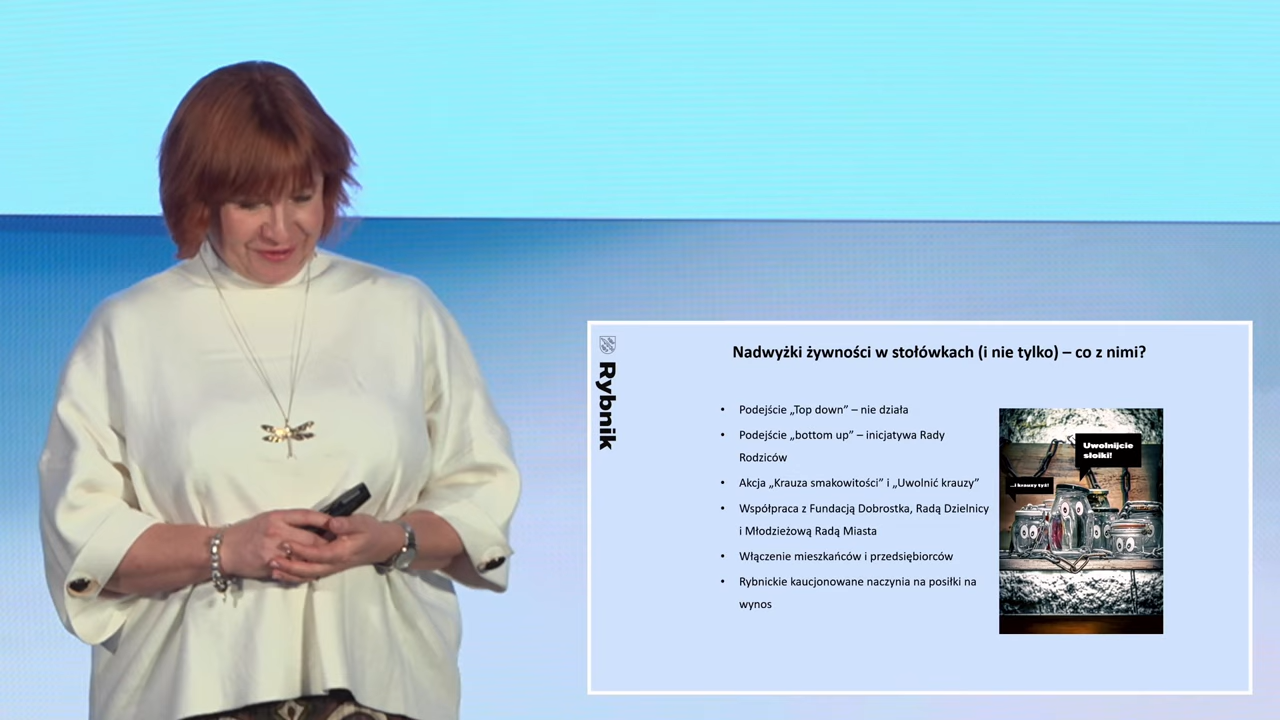 Rybnik
Nadwyżki żywności w stołówkach (i nie tylko) – co z nimi?
• Podejście „Top down” – nie działa
• Podejście „bottom up” – inicjatywa Rady
Rodziców
• Akcja „Krauza smakowitości” i „Uwolnić krauzy”
• Współpraca z Fundacją Dobrostka, Radą Dzielnicy
i Młodzieżową Radą Miasta
• Włączenie mieszkańców i przedsiębiorców
• Rybnickie kaucjonowane naczynia na posiłki na
wynos
Uwolnijcie
słoiki!
...i krauzy tyż!